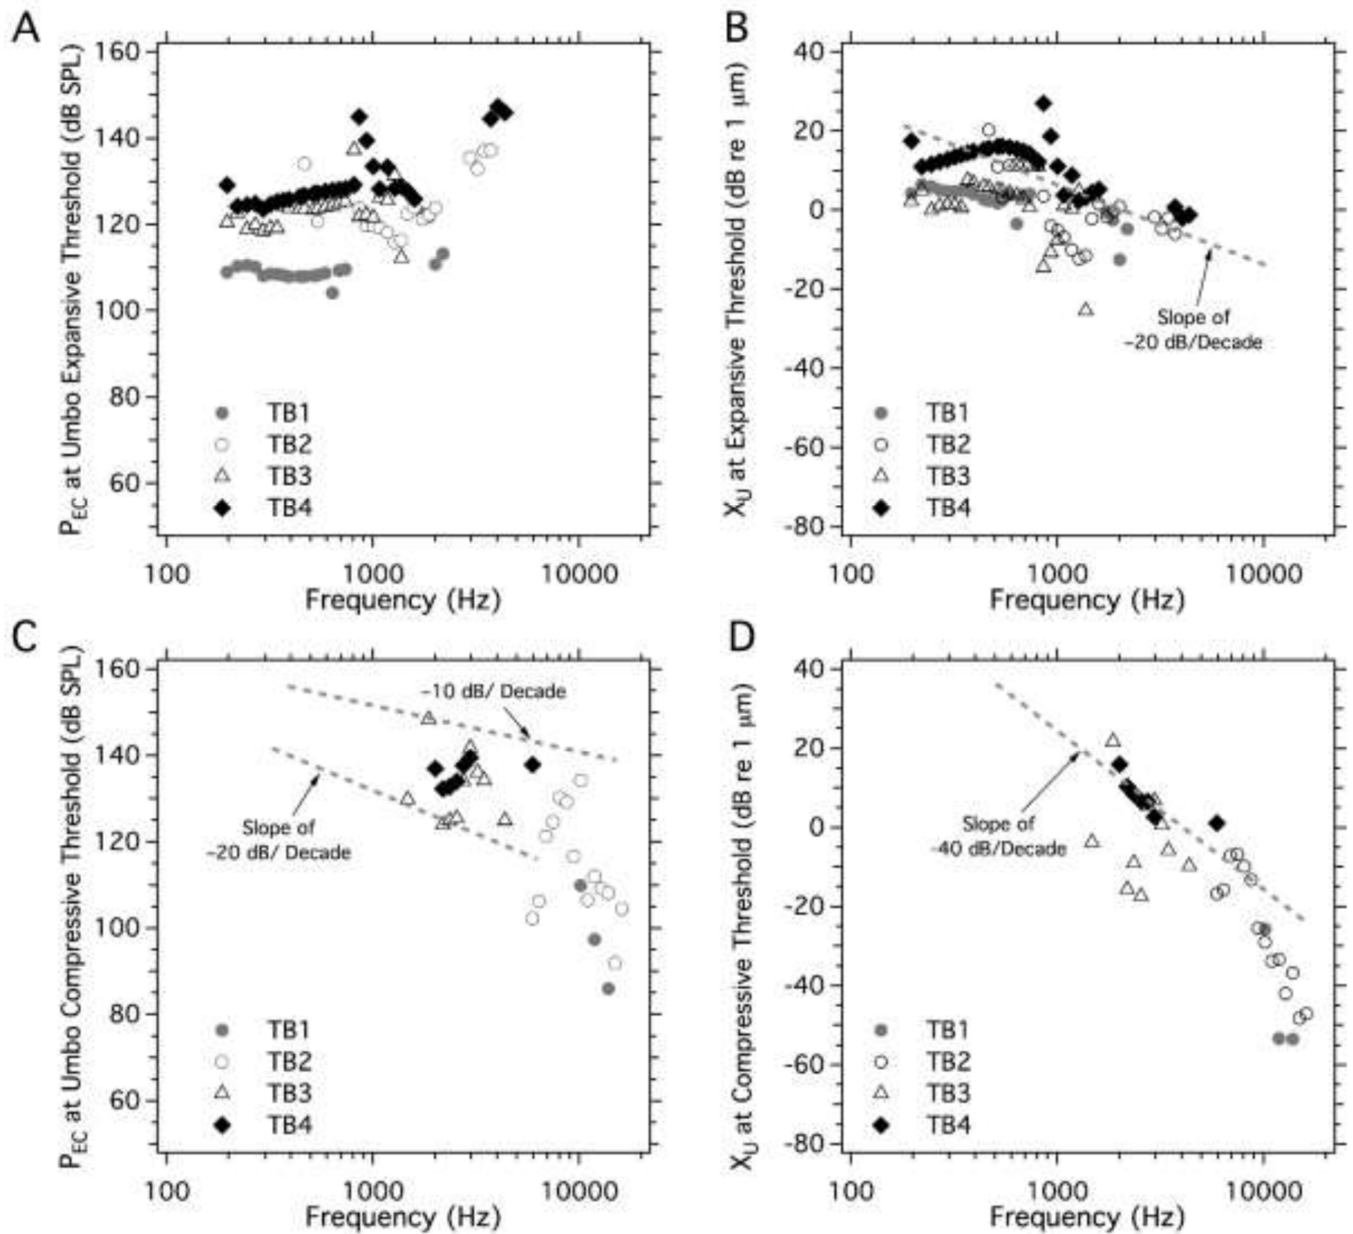 A
P_EC at Umbo Expansive Threshold (dB SPL)
160
140
120
100
80
60
TB1
TB2
TB3
TB4
100
1000
10000
Frequency (Hz)
B
X_U at Expansive Threshold (dB re 1 µm)
40
20
0
-20
-40
-60
-80
Slope of
-20 dB/Decade
TB1
TB2
TB3
TB4
100
1000
10000
Frequency (Hz)
C
P_EC at Umbo Compressive Threshold (dB SPL)
160
140
120
100
80
60
-10 dB/ Decade
Slope of
-20 dB/ Decade
TB1
TB2
TB3
TB4
100
1000
10000
Frequency (Hz)
D
X_U at Compressive Threshold (dB re 1 µm)
40
20
0
-20
-40
-60
-80
Slope of
-40 dB/Decade
TB1
TB2
TB3
TB4
100
1000
10000
Frequency (Hz)